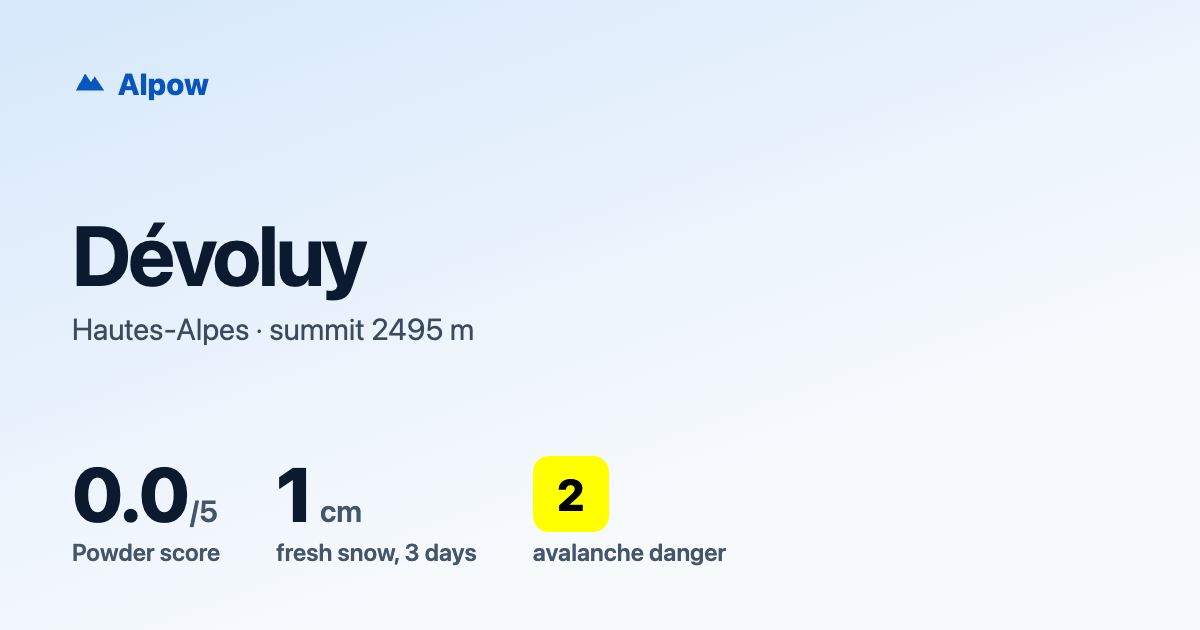 Alpow
Dévoluy
Hautes-Alpes · summit 2495 m
0.0/5 1 cm 2
Powder score fresh snow, 3 days avalanche danger